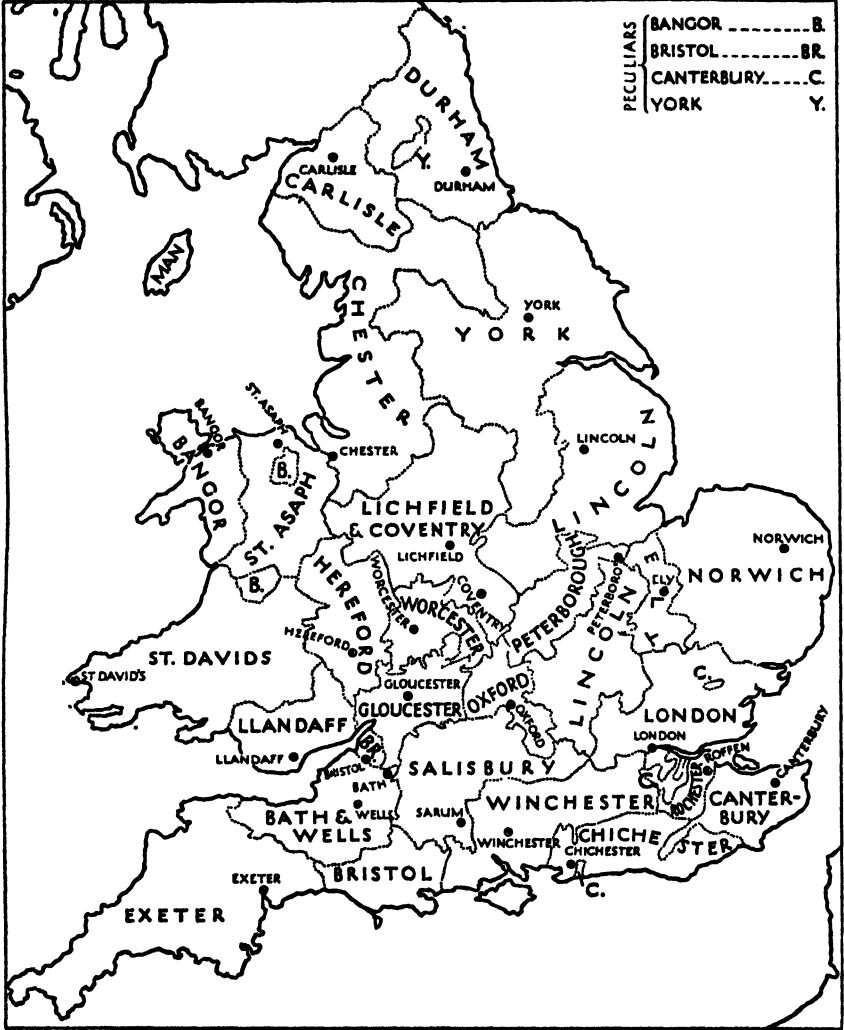 PECULIARS
BANGOR B.
BRISTOL BR.
CANTERBURY C.
YORK Y.
DURHAM
Y.
DURHAM
CARLISLE
CARLISLE
MAN
CHESTER
YORK
YORK
ST. ASAPH
BANGOR
BANGOR
B.
ST. ASAPH
CHESTER
LINCOLN
LINCOLN
LICHFIELD
& COVENTRY
LICHFIELD
NORWICH
NORWICH
ELY
ELY
PETERBOROUGH
PETERBORO'
LINCOLN
B.
HEREFORD
HEREFORD
WORCESTER
WORCESTER
COVENTRY
ST. DAVIDS
ST DAVID'S
GLOUCESTER
GLOUCESTER
OXFORD
OXFORD
C.
LONDON
LONDON
LLANDAFF
LLANDAFF
BR.
BRISTOL
BATH
SALISBURY
SARUM
BATH &
WELLS
WELLS
WINCHESTER
WINCHESTER
C.
ROCHESTER
ROFFEN
CANTERBURY
CANTER-
BURY
CHICHESTER
CHICHESTER
C.
BRISTOL
EXETER
EXETER